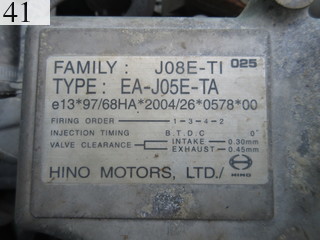 41
FAMILY: J08E-TI 025
TYPE: EA-J05E-TA
e13*97/68HA*2004/26*0578*00
FIRING ORDER 1-3-4-2
INJECTION TIMING B.T.D.C 0°
VALVE CLEARANCE INTAKE 0.30mm
EXHAUST 0.45mm
HINO MOTORS, LTD. HINO